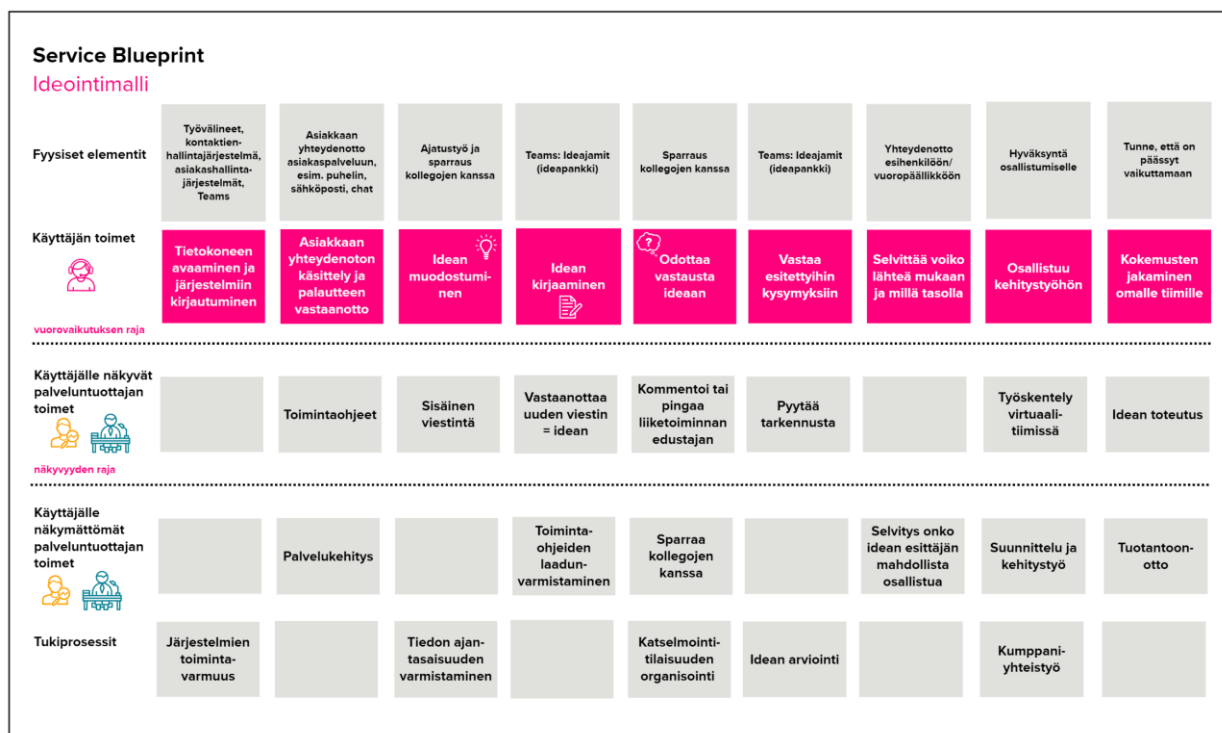 Service Blueprint
Ideointimalli
Fyysiset elementit
Työvälineet,
kontaktien-
hallintajärjestelmä,
asiakashallinta-
järjestelmät,
Teams
Asiakkaan
yhteydenotto
asiakaspalveluun,
esim. puhelin,
sähköposti, chat
Ajatustyö ja
sparraus
kollegojen kanssa
Teams: Ideajamit
(ideapankki)
Sparraus
kollegojen kanssa
Teams: Ideajamit
(ideapankki)
Yhteydenotto
esihenkilöön/
vuoropäällikköön
Hyväksyntä
osallistumiselle
Tunne, että on
päässyt
vaikuttamaan
Käyttäjän toimet
Tietokoneen
avaaminen ja
järjestelmiin
kirjautuminen
Asiakkaan
yhteydenoton
käsittely ja
palautteen
vastaanotto
Idean
muodostumi-
nen
Idean
kirjaaminen
?
Odottaa
vastausta
ideaan
Vastaa
esitettyihin
kysymyksiin
Selvittää voiko
lähteä mukaan
ja millä tasolla
Osallistuu
kehitystyöhön
Kokemusten
jakaminen
omalle tiimille
vuorovaikutuksen raja
Käyttäjälle näkyvät
palveluntuottajan
toimet
Toimintaohjeet
Sisäinen
viestintä
Vastaanottaa
uuden viestin
= idean
Kommentoi tai
pingaa
liiketoiminnan
edustajan
Pyytää
tarkennusta
Työskentely
virtuaali-
tiimissä
Idean toteutus
näkyvyyden raja
Käyttäjälle
näkymättömät
palveluntuottajan
toimet
Palvelukehitys
Toiminta-
ohjeiden
laadun-
varmistaminen
Sparraa
kollegojen
kanssa
Selvitys onko
idean esittäjän
mahdollista
osallistua
Suunnittelu ja
kehitystyö
Tuotantoon-
otto
Tukiprosessit
Järjestelmien
toiminta-
varmuus
Tiedon ajan-
tasaisuuden
varmistaminen
Katselmointi-
tilaisuuden
organisointi
Idean arviointi
Kumppani-
yhteistyö